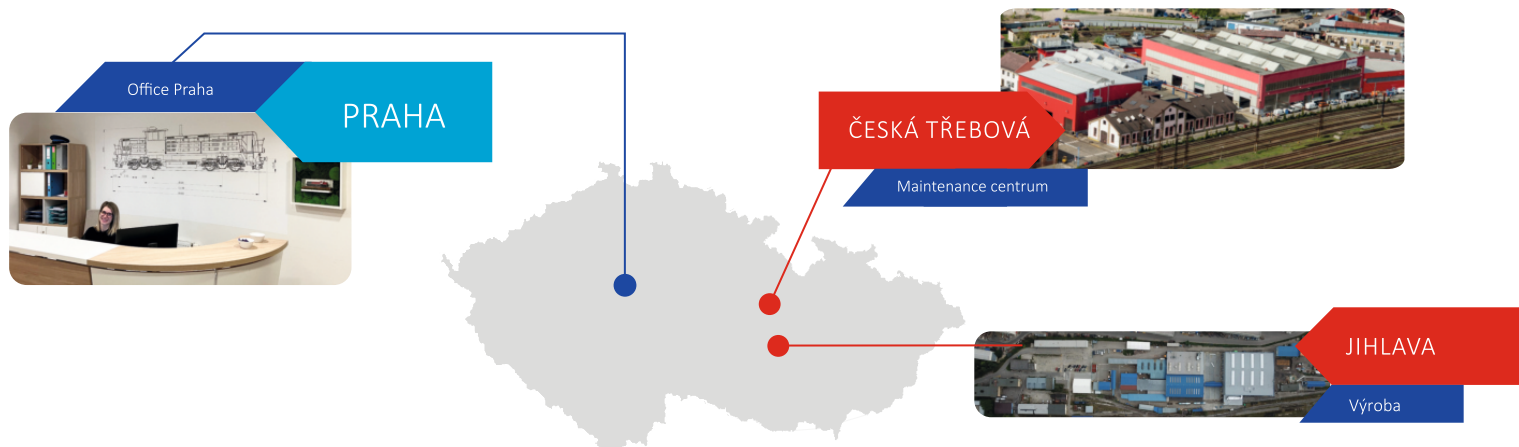 Office Praha
PRAHA
ČESKÁ TŘEBOVÁ
Maintenance centrum
JIHLAVA
Výroba